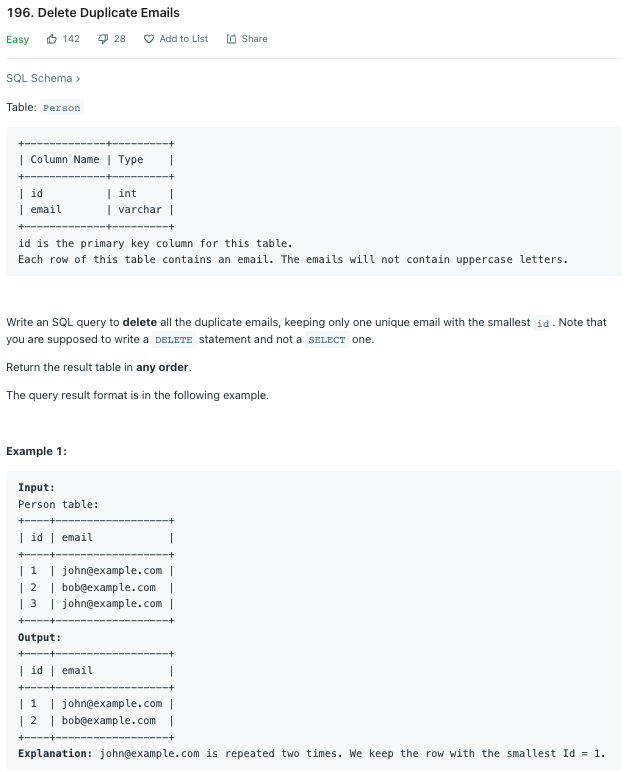 196. Delete Duplicate Emails
Easy 142 28 Add to List Share
SQL Schema >
Table: Person
+-------------+---------+
| Column Name | Type    |
+-------------+---------+
| id          | int     |
| email       | varchar |
+-------------+---------+
id is the primary key column for this table.
Each row of this table contains an email. The emails will not contain uppercase letters.
Write an SQL query to delete all the duplicate emails, keeping only one unique email with the smallest id. Note that
you are supposed to write a DELETE statement and not a SELECT one.
Return the result table in any order.
The query result format is in the following example.
Example 1:
Input:
Person table:
+----+------------------+
| id | email            |
+----+------------------+
| 1  | john@example.com |
| 2  | bob@example.com  |
| 3  | john@example.com |
+----+------------------+
Output:
+----+------------------+
| id | email            |
+----+------------------+
| 1  | john@example.com |
| 2  | bob@example.com  |
+----+------------------+
Explanation: john@example.com is repeated two times. We keep the row with the smallest Id = 1.